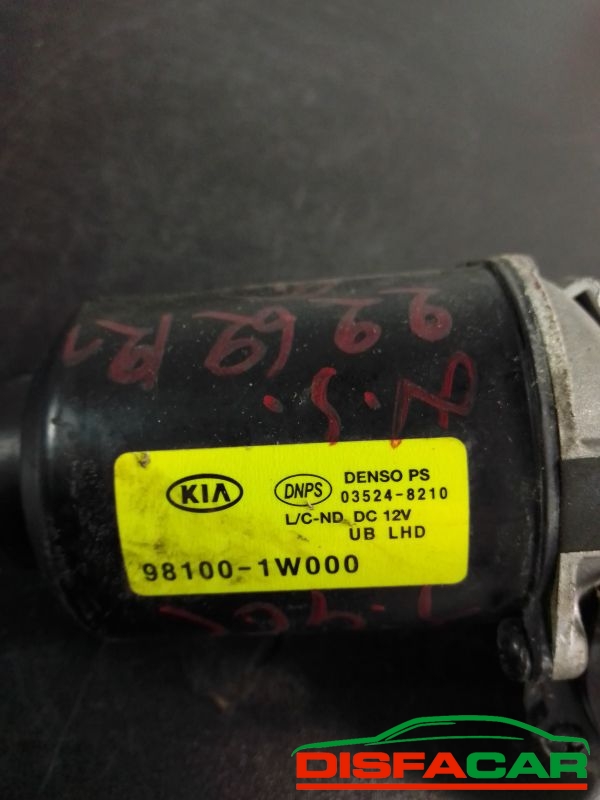 KIA
DNPS
DENSO PS
03524-8210
L/C-ND DC 12V
UB LHD
98100-1W000
DISFACAR